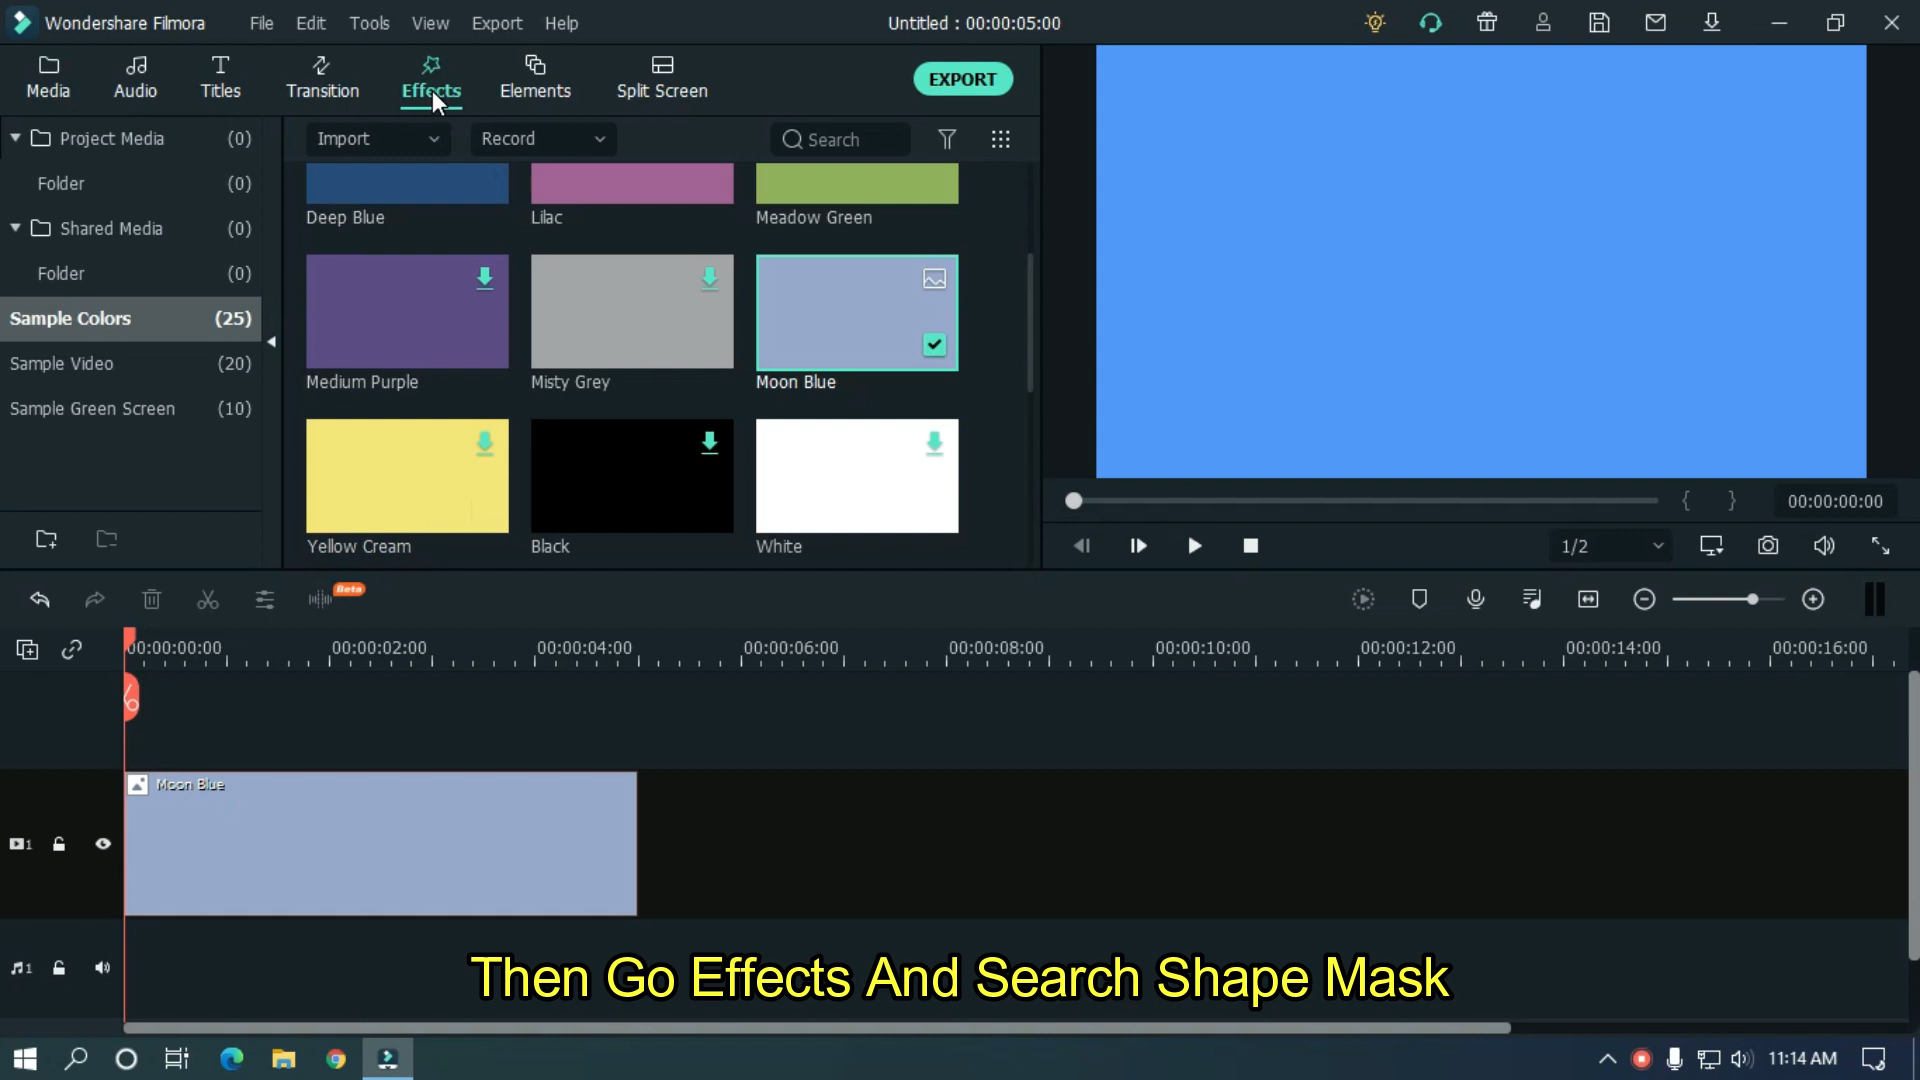 Wondershare Filmora File Edit Tools View Export Help Untitled : 00:00:05:00
Media Audio Titles Transition Effects Elements Split Screen EXPORT
Project Media (0)
Folder (0)
Shared Media (0)
Folder (0)
Sample Colors (25)
Sample Video (20)
Sample Green Screen (10)
Import Record Search
Deep Blue Lilac Meadow Green
Medium Purple Misty Grey Moon Blue
Yellow Cream Black White
{ } 00:00:00:00
1/2
Beta
00:00:00:00 00:00:02:00 00:00:04:00 00:00:06:00 00:00:08:00 00:00:10:00 00:00:12:00 00:00:14:00 00:00:16:00
Moon Blue
1
1
Then Go Effects And Search Shape Mask
11:14 AM